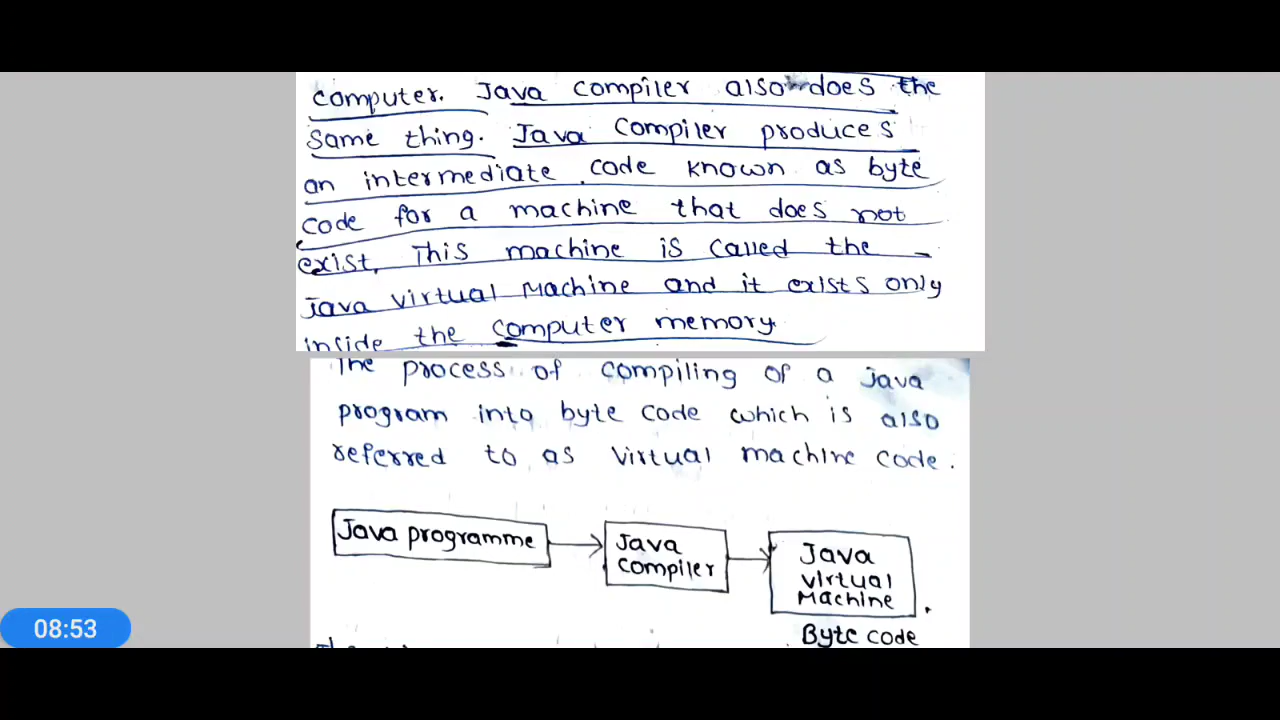 computer. Java compiler also does the
same thing. Java compiler produces
an intermediate code known as byte
code for a machine that does not
exist. This machine is called the
java virtual Machine and it exists only
inside the computer memory.
The process of compiling of a Java
program into byte code which is also
referred to as virtual machine code.
Java programme
Java
compiler
Java
virtual
Machine
Byte code
08:53